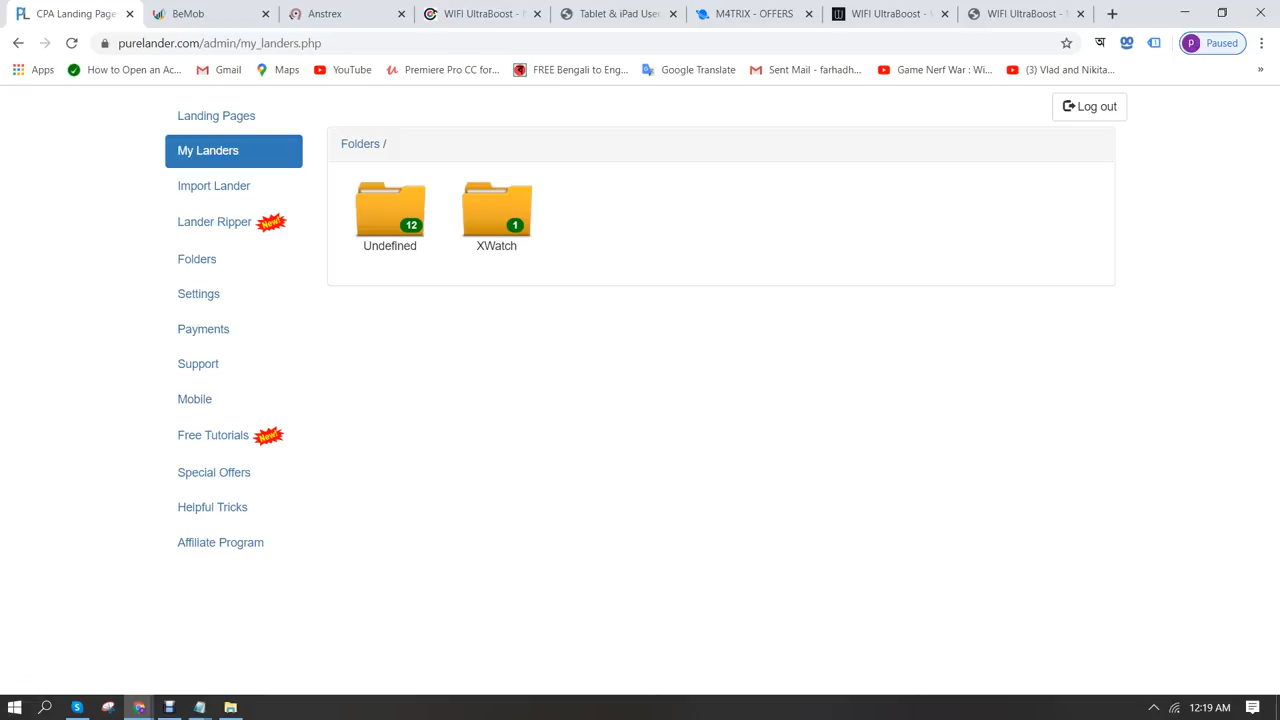 CPA Landing Page
BeMob
Anstrex
WIFI UltraBoost -
Tablet & iPad Use
M4TRIX - OFFERS
WIFI UltraBoost -
WIFI UltraBoost -
purelander.com/admin/my_landers.php
অ
Paused
Apps
How to Open an Ac...
Gmail
Maps
YouTube
Premiere Pro CC for...
FREE Bengali to Eng...
Google Translate
Sent Mail - farhadh...
Game Nerf War : Wi...
(3) Vlad and Nikita...
»
Log out
Landing Pages
My Landers
Import Lander
Lander Ripper New!
Folders
Settings
Payments
Support
Mobile
Free Tutorials New!
Special Offers
Helpful Tricks
Affiliate Program
Folders /
12
1
Undefined
XWatch
12:19 AM